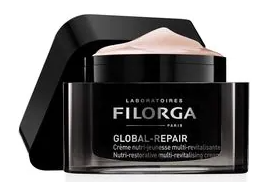 LABORATOIRES
FILORGA
PARIS
GLOBAL-REPAIR
Crème nutri-jeunesse multi-revitalisante
Nutri-restorative multi-revitalising cream